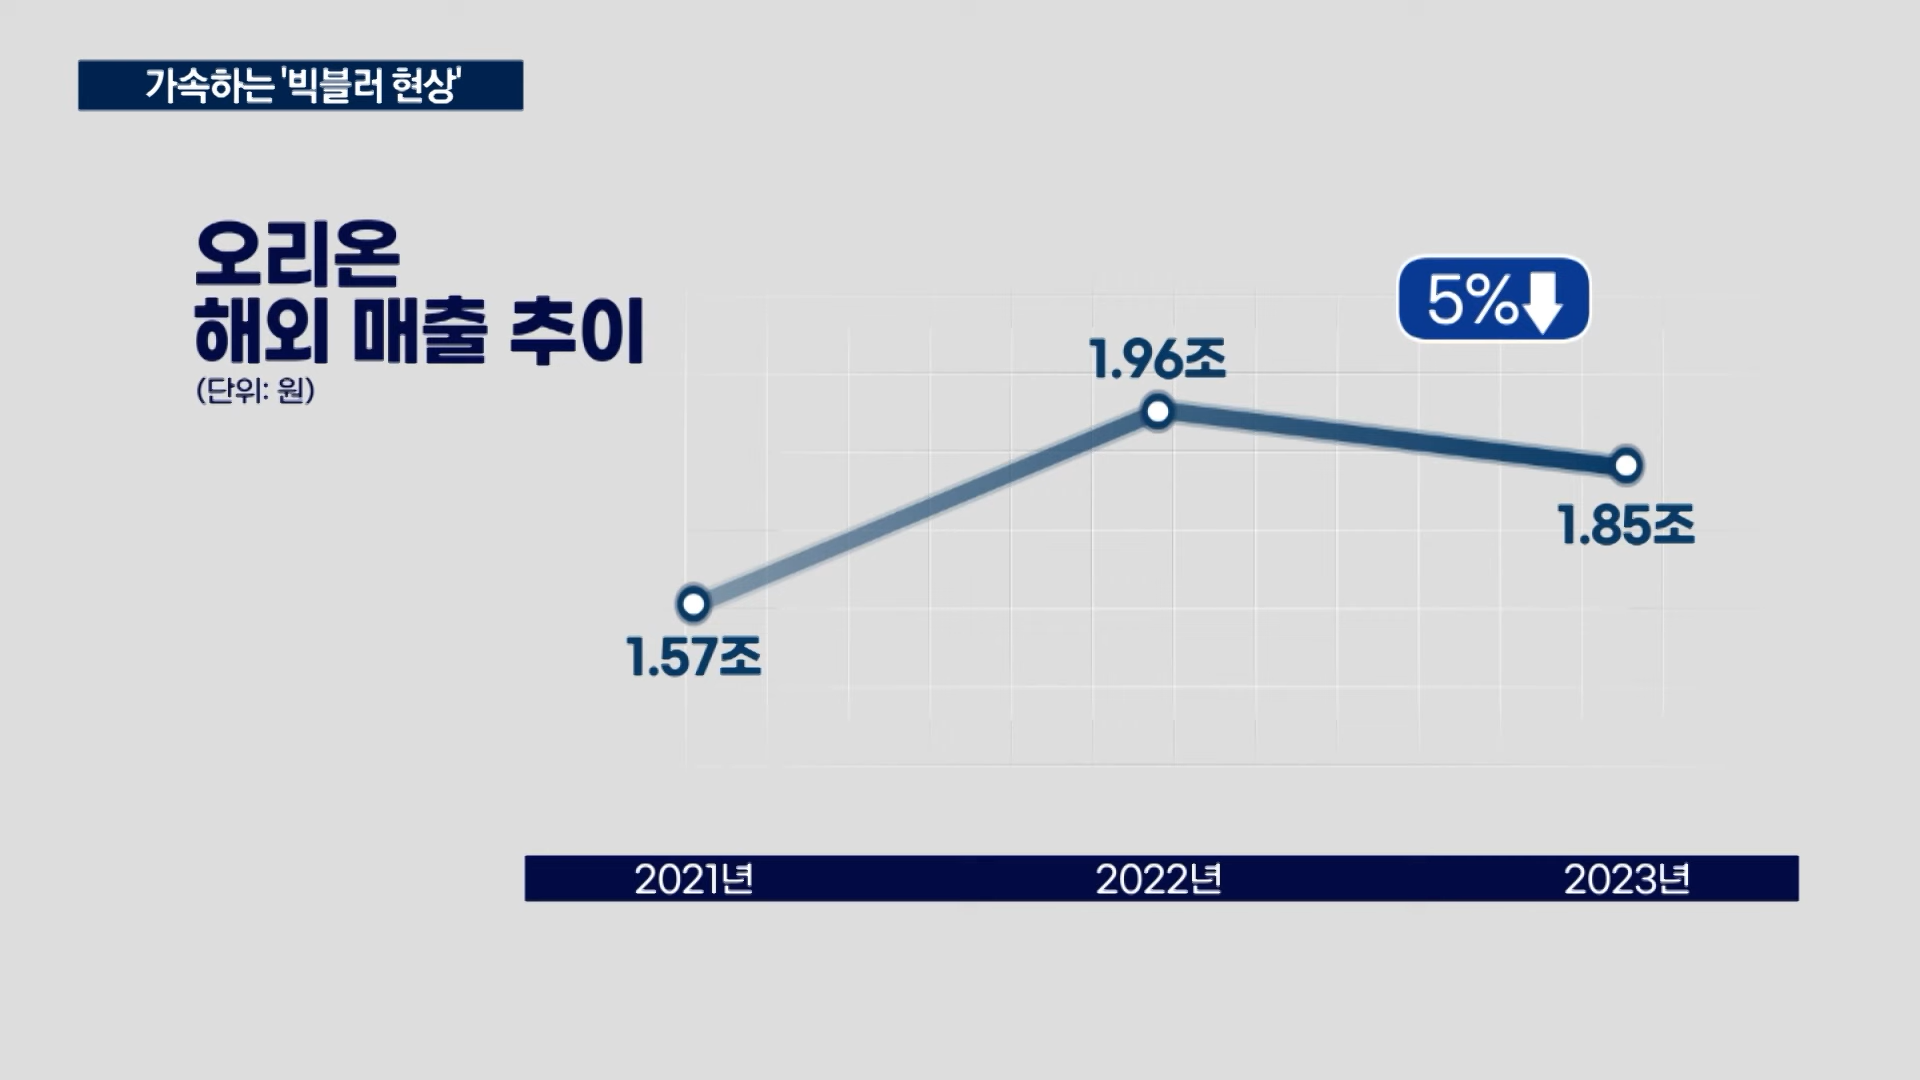 가속하는 '빅블러 현상'
오리온
해외 매출 추이
(단위: 원)
5%⬇
1.96조
1.85조
1.57조
2021년 2022년 2023년